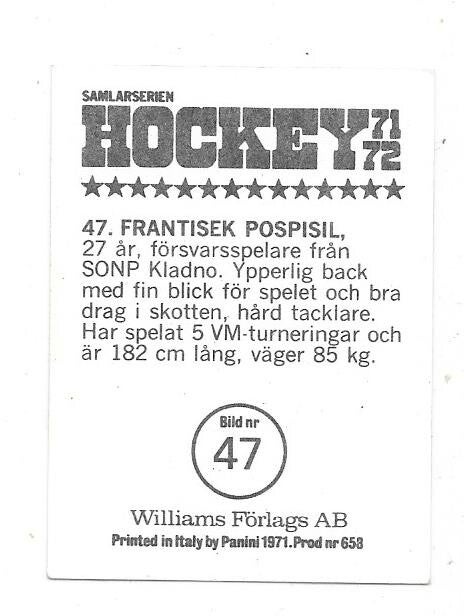 SAMLARSERIEN
HOCKEY 71 72
47. FRANTISEK POSPISIL,
27 år, försvarsspelare från
SONP Kladno. Ypperlig back
med fin blick för spelet och bra
drag i skotten, hård tacklare.
Har spelat 5 VM-turneringar och
är 182 cm lång, väger 85 kg.
Bild nr
47
Williams Förlags AB
Printed in Italy by Panini 1971. Prod nr 658